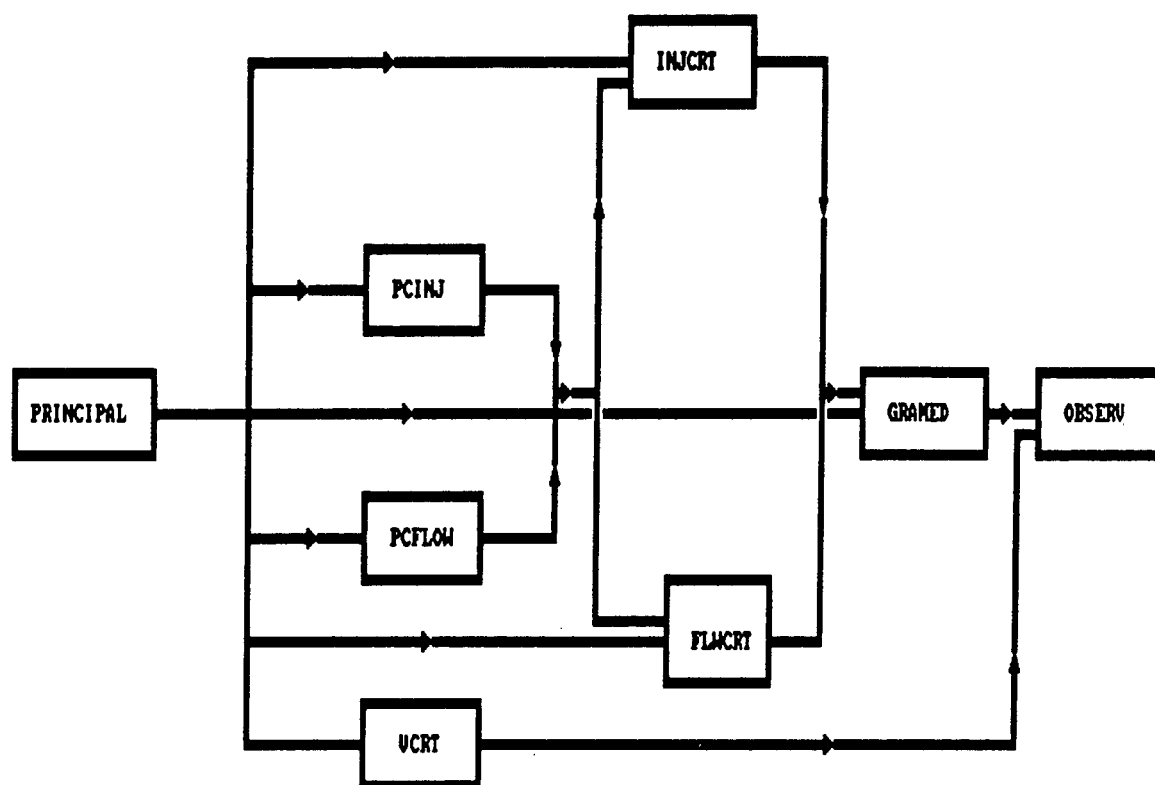 INJCRT
PCINJ
PRINCIPAL
GRAMED
OBSERV
PCFLOW
FLWCRT
VCRT